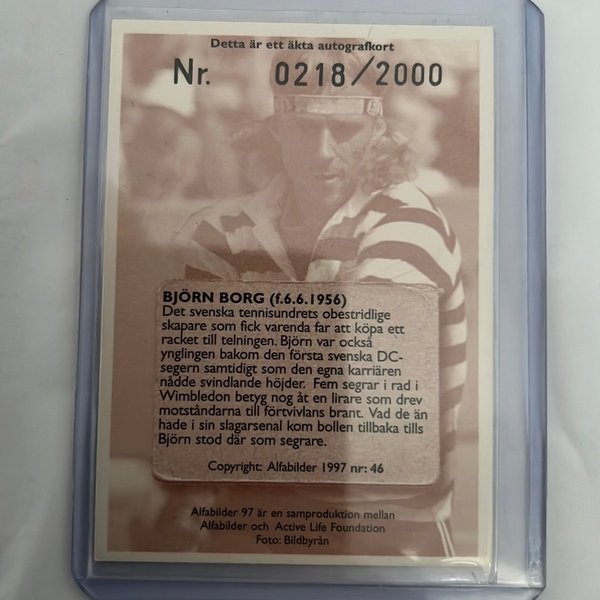 Detta är ett äkta autografkort
Nr. 0218/2000
BJÖRN BORG (f.6.6.1956)
Det svenska tennisundrets obestridlige
skapare som fick varenda far att köpa ett
racket till telningen. Björn var också
ynglingen bakom den första svenska DC-
segern samtidigt som den egna karriären
nådde svindlande höjder. Fem segrar i rad i
Wimbledon betyg nog åt en lirare som drev
motståndarna till förtvivlans brant. Vad de än
hade i sin slagarsenal kom bollen tillbaka tills
Björn stod där som segrare.
Copyright: Alfabilder 1997 nr: 46
Alfabilder 97 är en samproduktion mellan
Alfabilder och Active Life Foundation
Foto: Bildbyrån